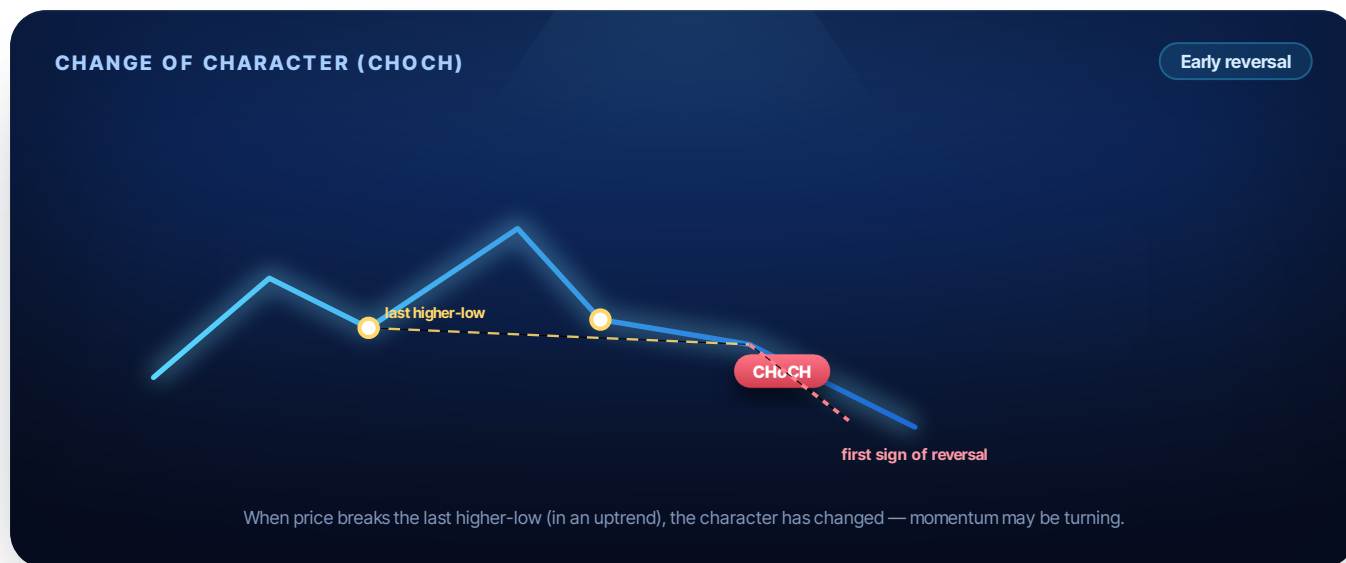 CHANGE OF CHARACTER (CHOCH)
Early reversal
last higher-low
CHoCH
first sign of reversal
When price breaks the last higher-low (in an uptrend), the character has changed — momentum may be turning.